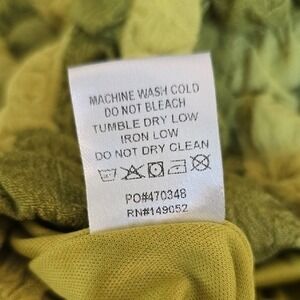 MACHINE WASH COLD
DO NOT BLEACH
TUMBLE DRY LOW
IRON LOW
DO NOT DRY CLEAN
PO#470348
RN#149052